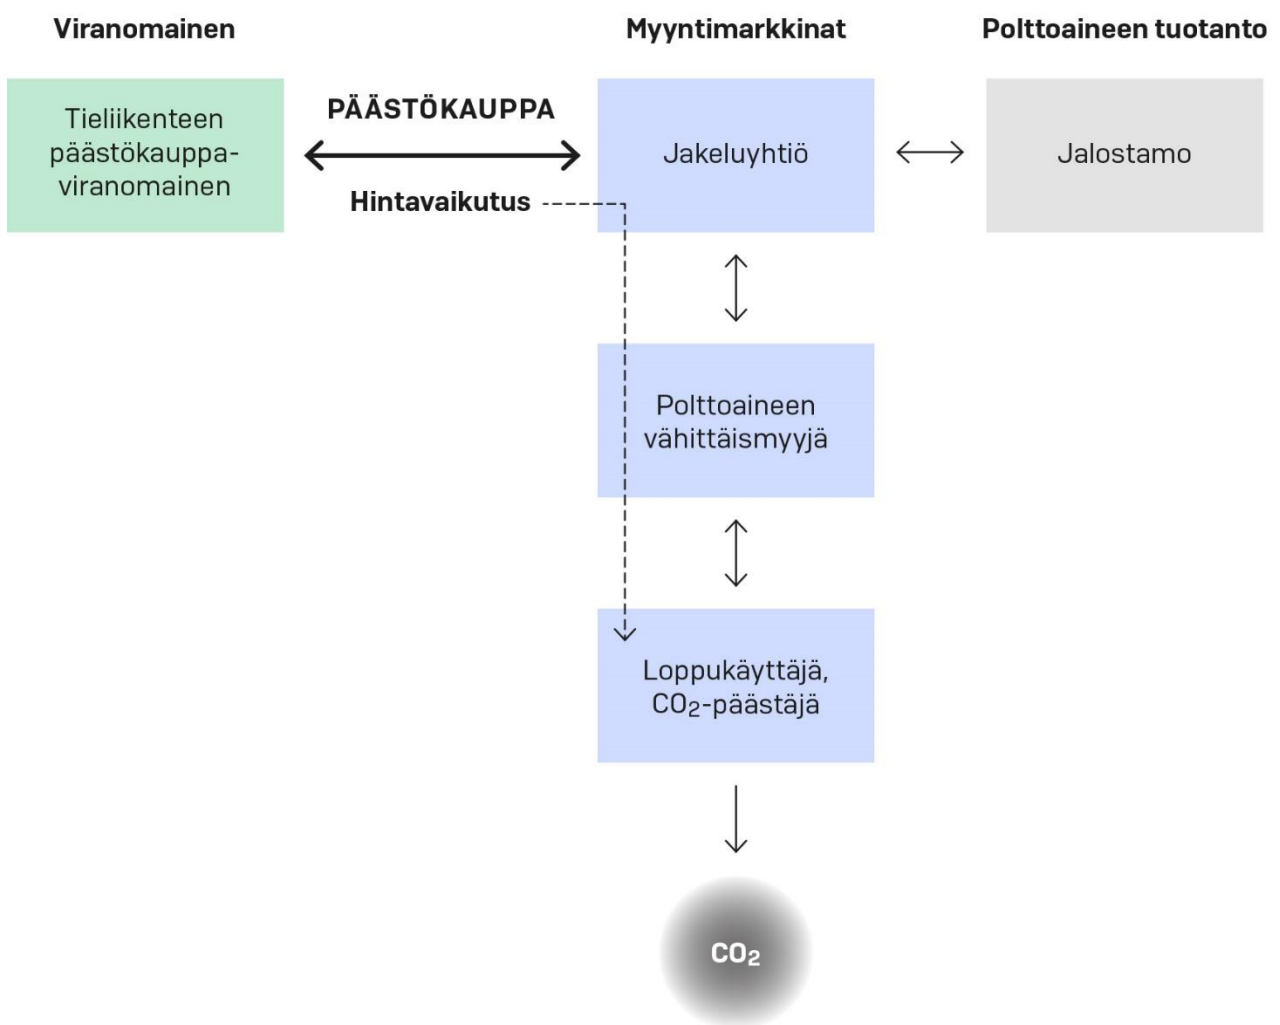 Viranomainen
Myyntimarkkinat
Polttoaineen tuotanto
Tieliikenteen
päästökauppa-
viranomainen
PÄÄSTÖKAUPPA
Hintavaikutus
Jakeluyhtiö
Jalostamo
Polttoaineen
vähittäismyyjä
Loppukäyttäjä,
CO₂-päästäjä
CO₂